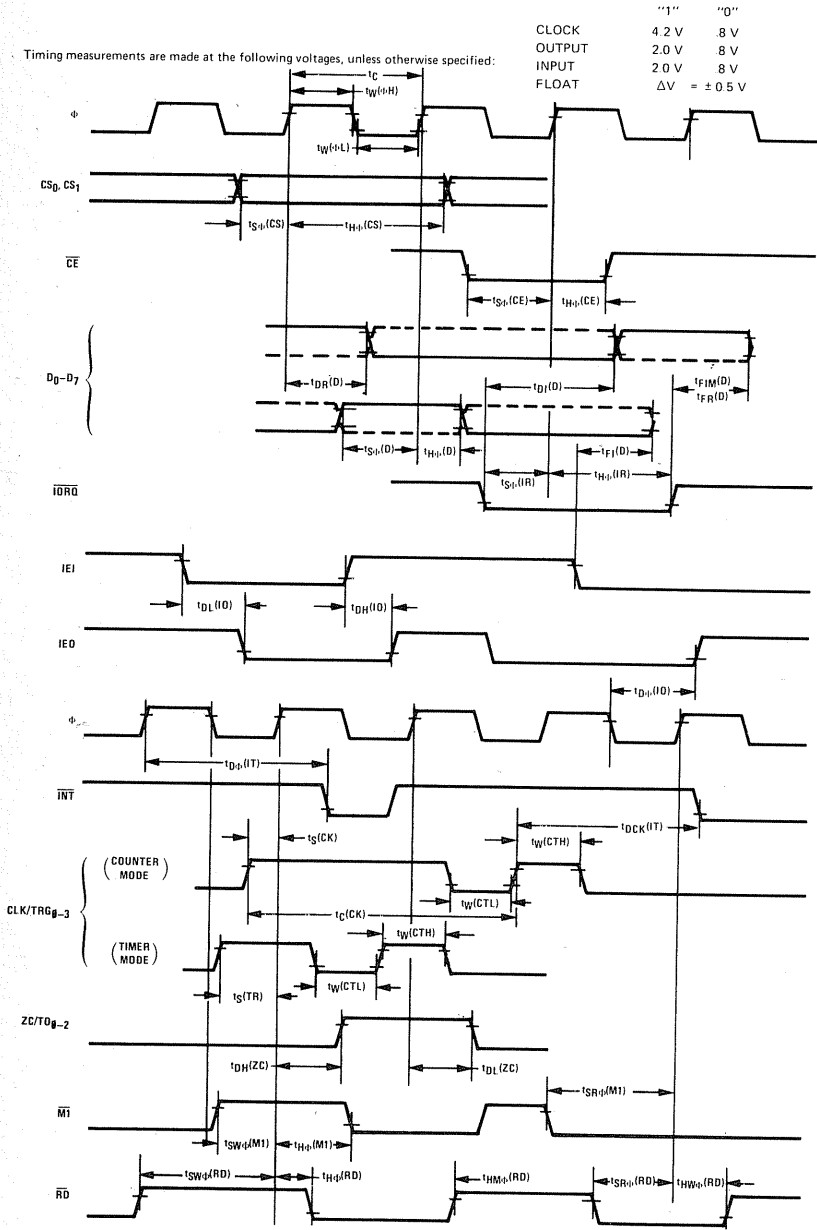 "1" "0"
CLOCK 4.2 V .8 V
OUTPUT 2.0 V .8 V
INPUT 2.0 V .8 V
FLOAT ΔV = ± 0.5 V
Timing measurements are made at the following voltages, unless otherwise specified:
tC
tW(ΦH)
Φ
tW(ΦL)
CS0, CS1
tSΦ(CS) tHΦ(CS)
CE
tSΦ(CE) tHΦ(CE)
D0–D7
tDR(D) tDI(D) tFIM(D)
tFR(D)
tSΦ(D) tHΦ(D) tFI(D)
tSΦ(IR) tHΦ(IR)
IORQ
IEI
tDL(IO) tDH(IO)
IEO
tDΦ(IO)
Φ
tDΦ(IT)
INT
tDCK(IT)
tS(CK) tW(CTH)
(COUNTER MODE)
tW(CTL)
CLK/TRG0–3
tC(CK)
tW(CTH)
(TIMER MODE)
tS(TR) tW(CTL)
ZC/TO0–2
tDH(ZC) tDL(ZC)
tSRΦ(M1)
M1
tSWΦ(M1) tHΦ(M1)
tSWΦ(RD) tHΦ(RD) tHMΦ(RD) tSRΦ(RD) tHWΦ(RD)
RD